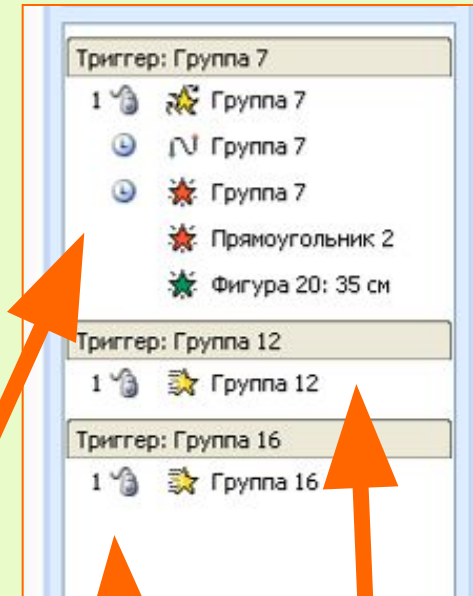 Триггер: Группа 7
1 Группа 7
Группа 7
Группа 7
Прямоугольник 2
Фигура 20: 35 см
Триггер: Группа 12
1 Группа 12
Триггер: Группа 16
1 Группа 16